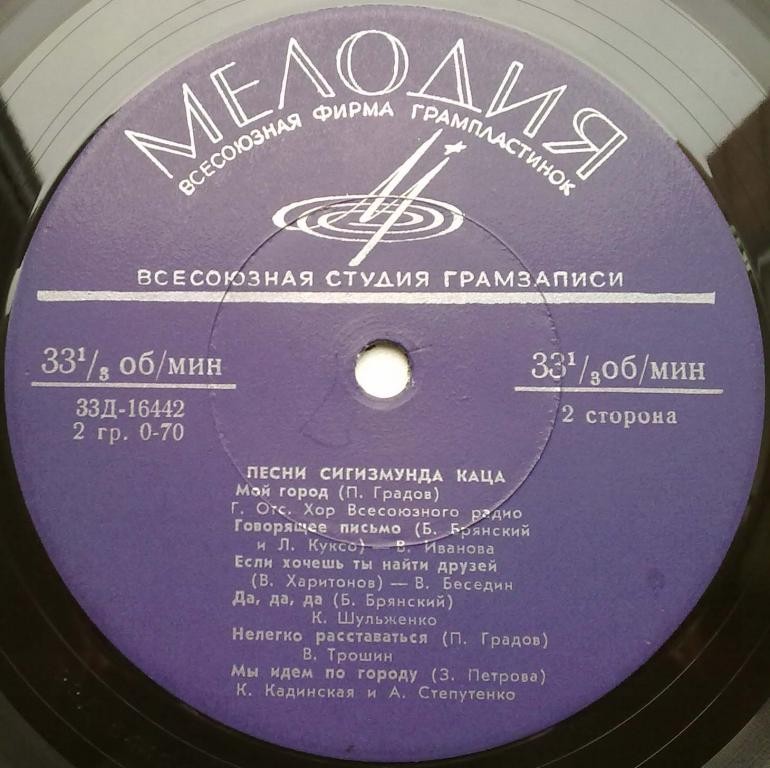 МЕЛОДИЯ
ВСЕСОЮЗНАЯ ФИРМА ГРАМПЛАСТИНОК
ВСЕСОЮЗНАЯ СТУДИЯ ГРАМЗАПИСИ
33¹/₃ об/мин
33Д-16442
2 гр. 0-70
33¹/₃ об/мин
2 сторона
ПЕСНИ СИГИЗМУНДА КАЦА
Мой город (П. Градов)
Г. Отс. Хор Всесоюзного радио
Говорящее письмо (Б. Брянский
и Л. Куксо) — В. Иванова
Если хочешь ты найти друзей
(В. Харитонов) — В. Беседин
Да, да, да (Б. Брянский)
К. Шульженко
Нелегко расставаться (П. Градов)
В. Трошин
Мы идем по городу (З. Петрова)
К. Кадинская и А. Степутенко